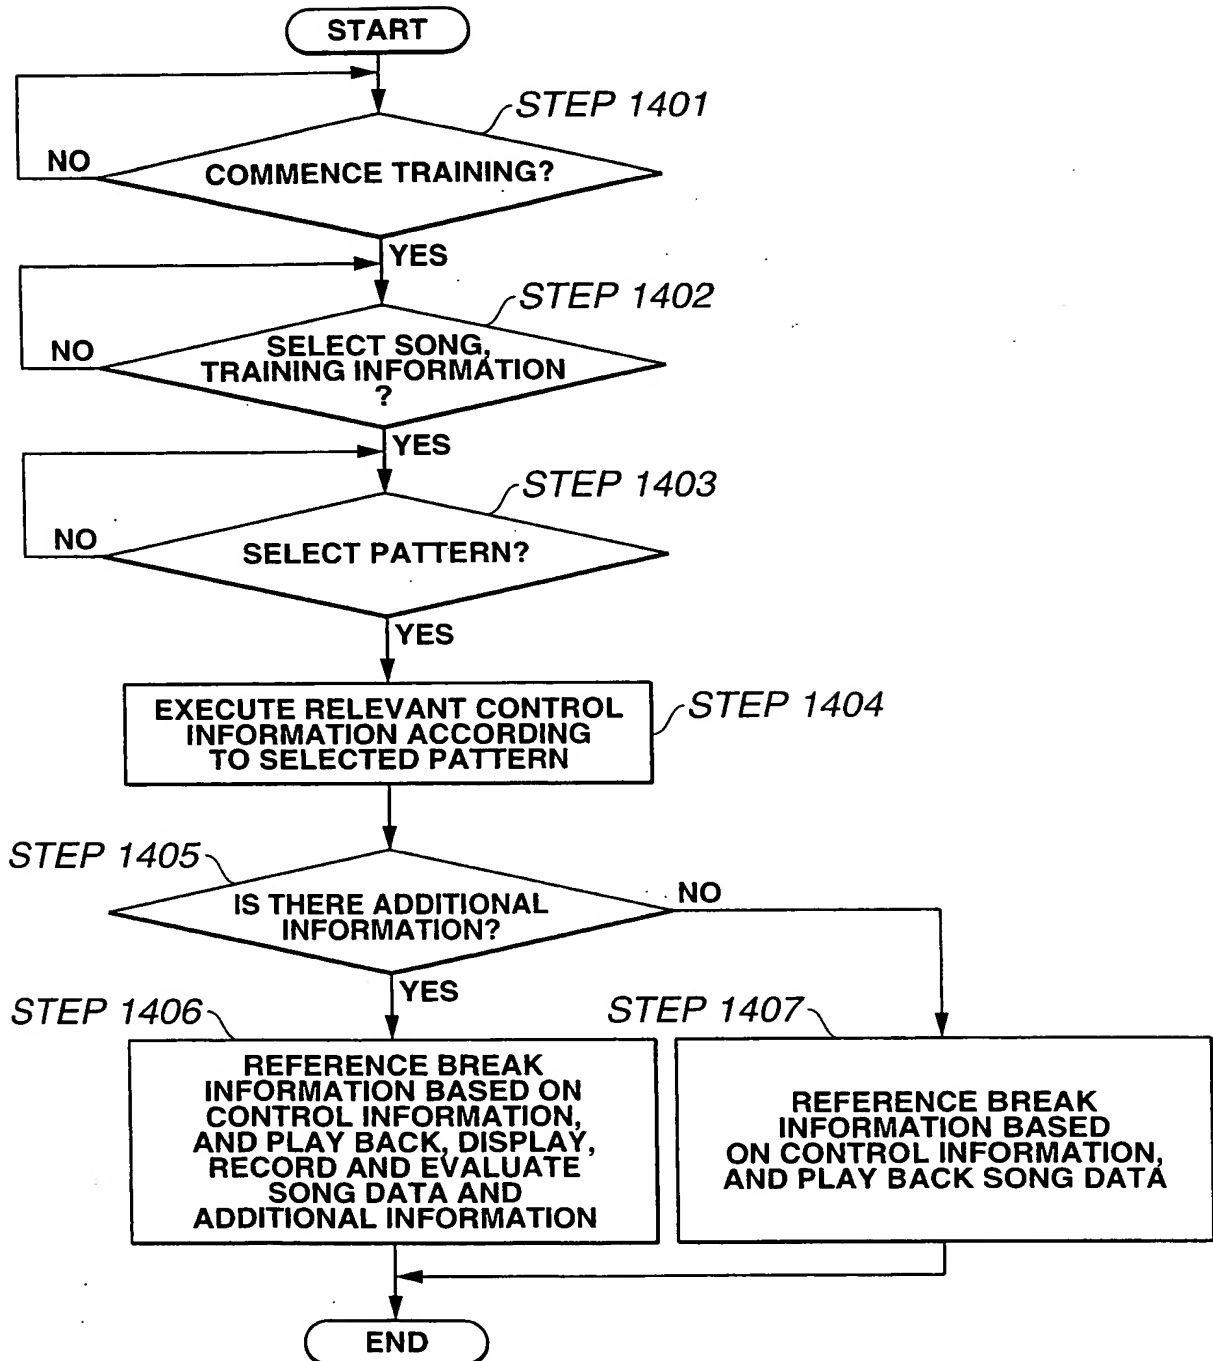 START
STEP 1401
NO
COMMENCE TRAINING?
YES
STEP 1402
NO
SELECT SONG,
TRAINING INFORMATION
?
YES
STEP 1403
NO
SELECT PATTERN?
YES
EXECUTE RELEVANT CONTROL
INFORMATION ACCORDING
TO SELECTED PATTERN
STEP 1404
STEP 1405
IS THERE ADDITIONAL
INFORMATION?
NO
YES
STEP 1406
REFERENCE BREAK
INFORMATION BASED ON
CONTROL INFORMATION,
AND PLAY BACK, DISPLAY,
RECORD AND EVALUATE
SONG DATA AND
ADDITIONAL INFORMATION
STEP 1407
REFERENCE BREAK
INFORMATION BASED
ON CONTROL INFORMATION,
AND PLAY BACK SONG DATA
END